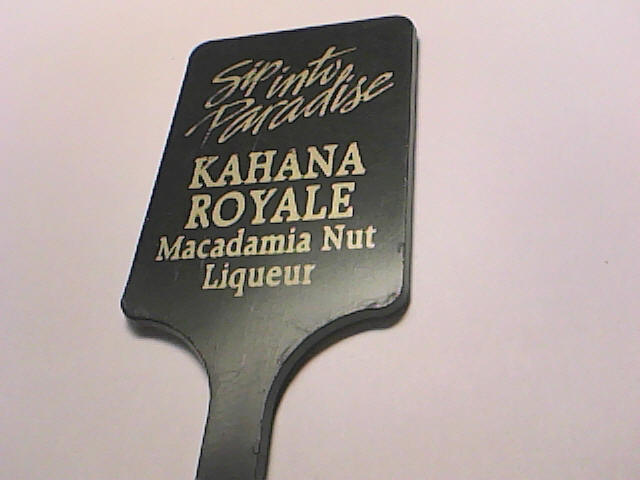 Sip into
Paradise
KAHANA
ROYALE
Macadamia Nut
Liqueur